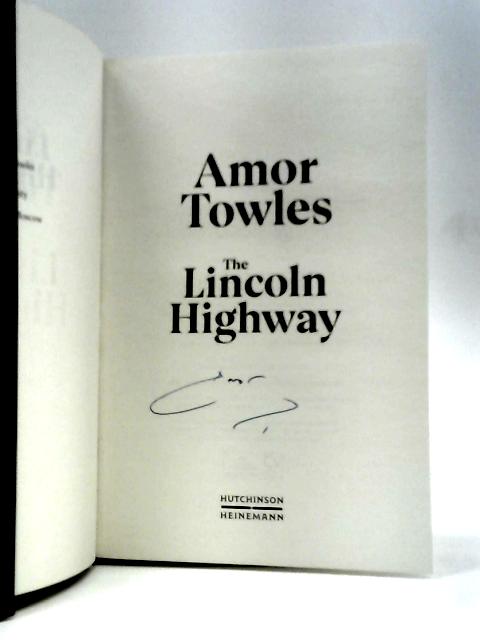 Amor
Towles
The
Lincoln
Highway
HUTCHINSON
HEINEMANN